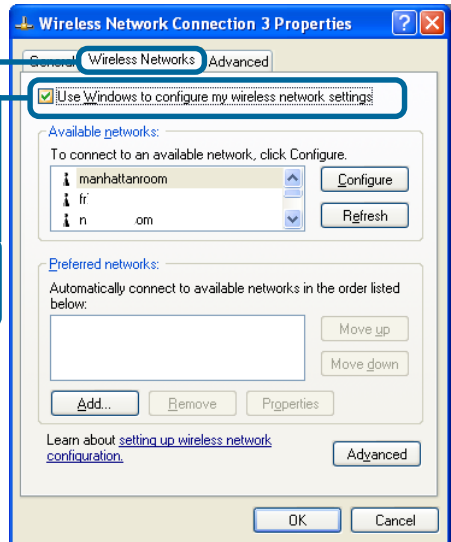 Wireless Network Connection 3 Properties
General Wireless Networks Advanced
Use Windows to configure my wireless network settings
Available networks:
To connect to an available network, click Configure.
manhattanroom
Configure
fr
n om
Refresh
Preferred networks:
Automatically connect to available networks in the order listed
below:
Move up
Move down
Add... Remove Properties
Learn about setting up wireless network
configuration.
Advanced
OK Cancel